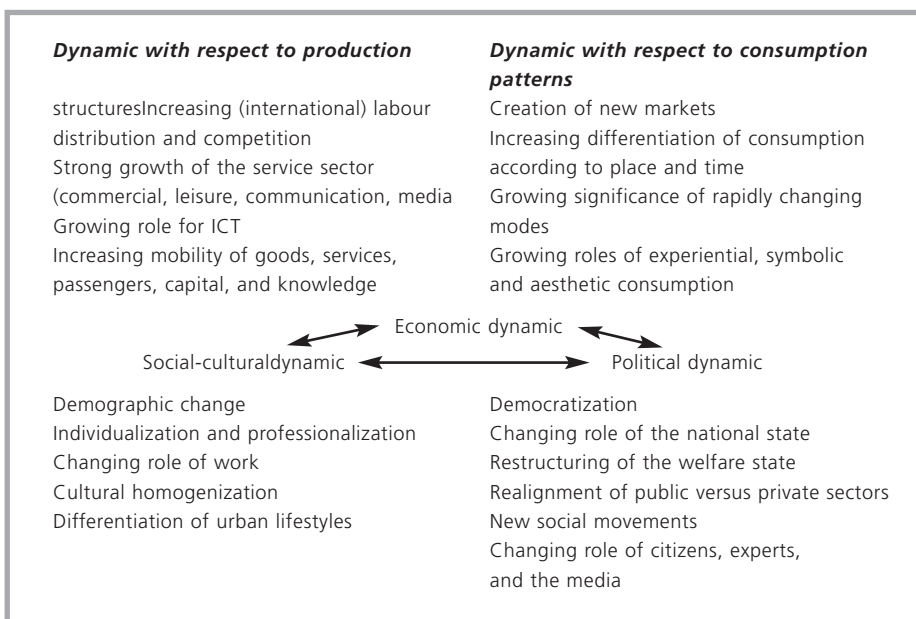 Dynamic with respect to production
structuresIncreasing (international) labour
distribution and competition
Strong growth of the service sector
(commercial, leisure, communication, media
Growing role for ICT
Increasing mobility of goods, services,
passengers, capital, and knowledge
Dynamic with respect to consumption
patterns
Creation of new markets
Increasing differentiation of consumption
according to place and time
Growing significance of rapidly changing
modes
Growing roles of experiential, symbolic
and aesthetic consumption
Economic dynamic
Social-culturaldynamic
Political dynamic
Demographic change
Individualization and professionalization
Changing role of work
Cultural homogenization
Differentiation of urban lifestyles
Democratization
Changing role of the national state
Restructuring of the welfare state
Realignment of public versus private sectors
New social movements
Changing role of citizens, experts,
and the media